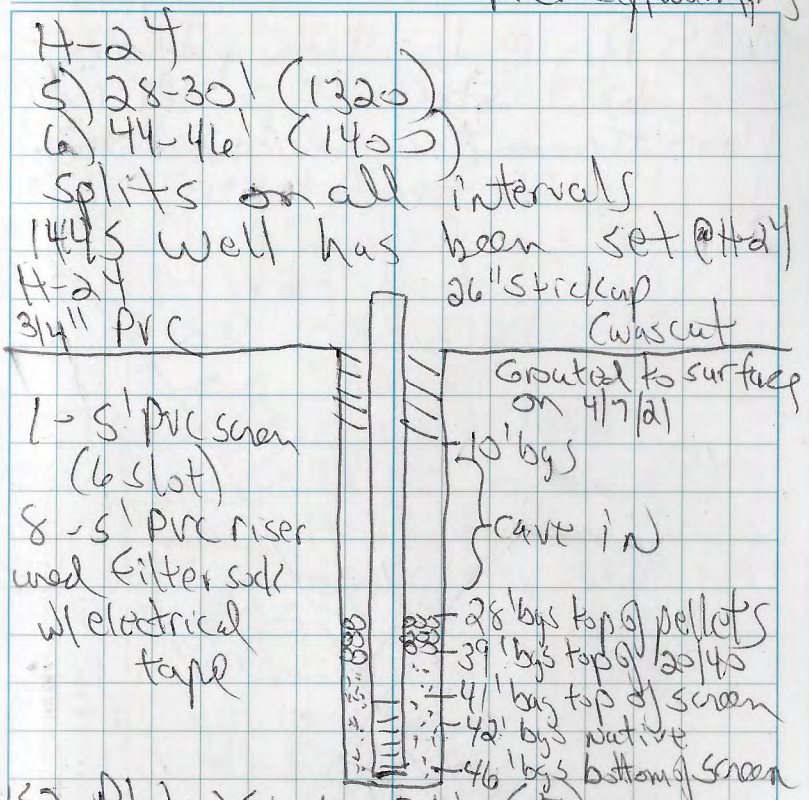 H-24
5) 28-30' (1320)
6) 44-46' (1400)
Splits on all intervals
1445 Well has been set @ H-24
H-24
26" stickup
3/4" PVC
(was cut
Grouted to surface
on 4/7/21
1-5' PVC screen
(6 slot)
10' bgs
8-5' PVC riser
cave in
used filter sock
w/ electrical
tape
28' bgs top of pellets
39' bgs top of 20/40
41' bgs top of screen
42' bgs native
46' bgs bottom of screen